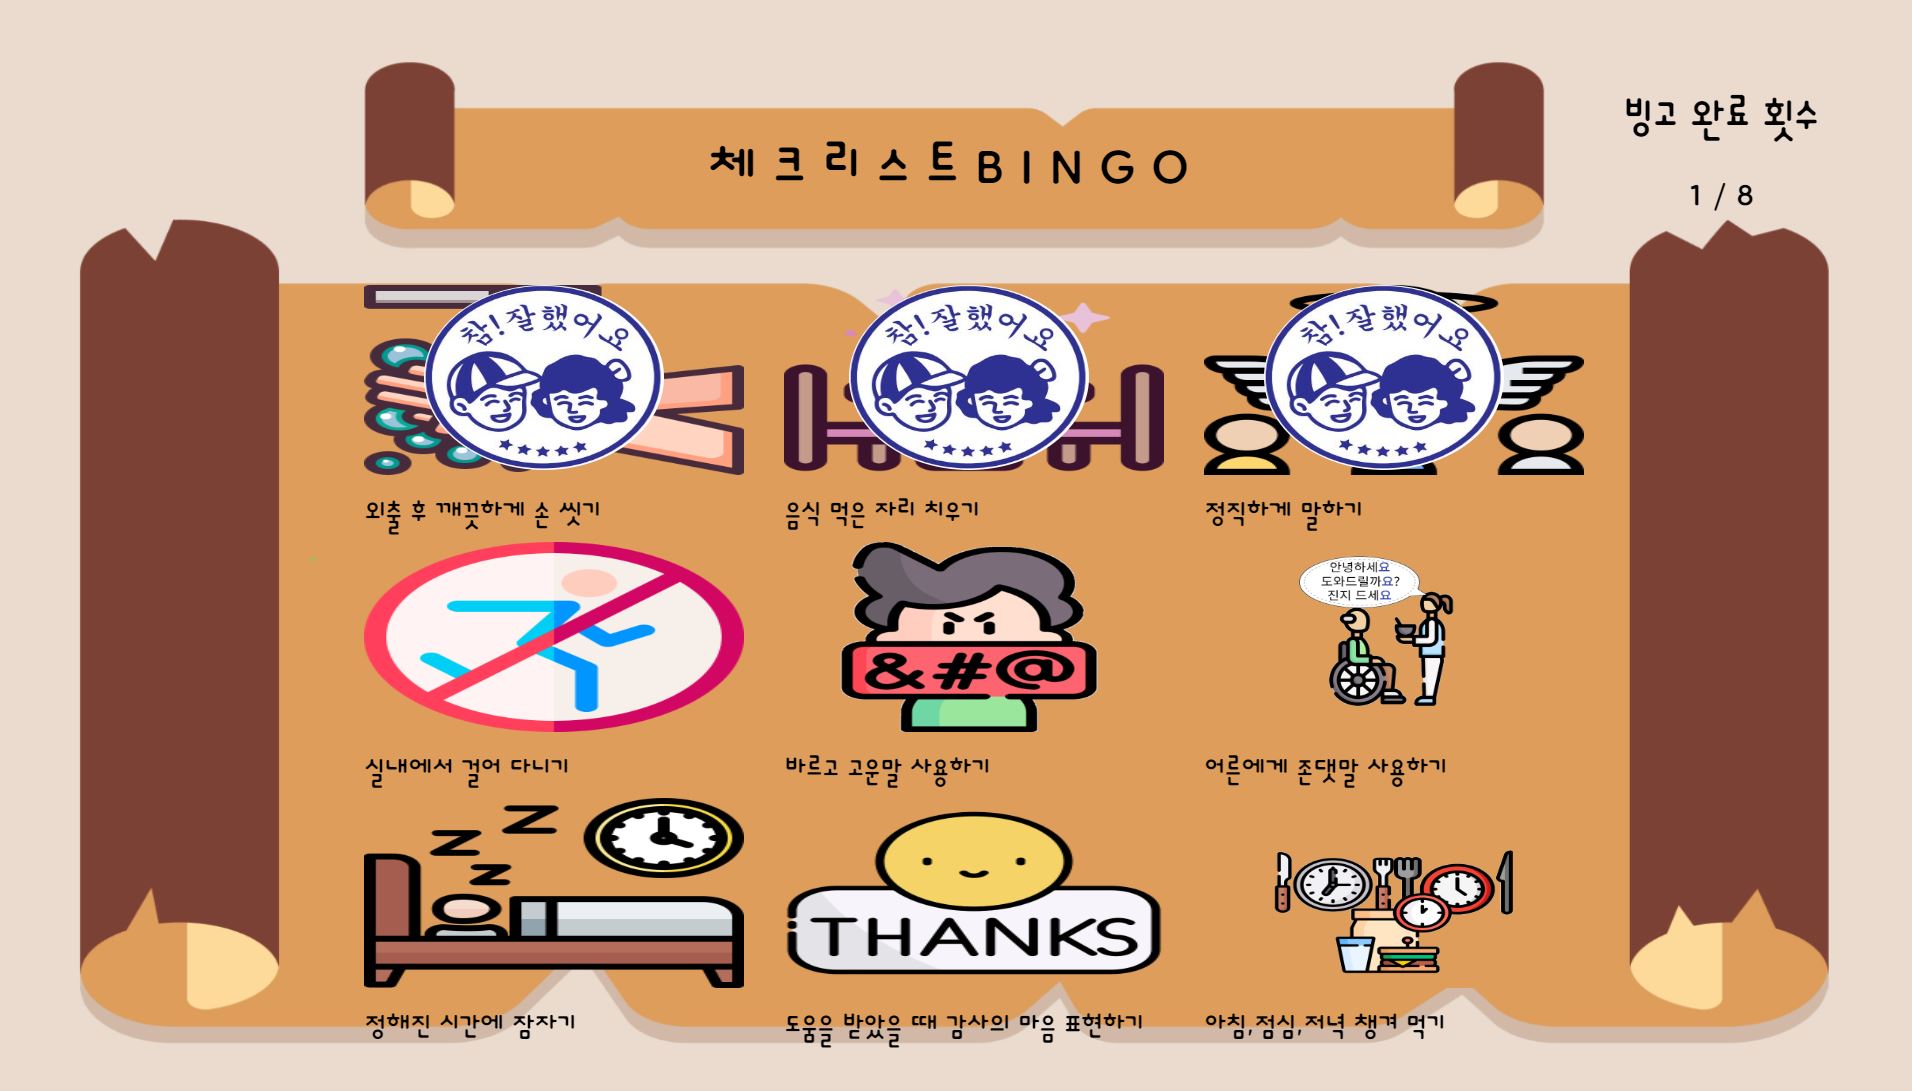 체크리스트BINGO
빙고 완료 횟수
1 / 8
참!잘했어요
참!잘했어요
참!잘했어요
외출 후 깨끗하게 손 씻기
음식 먹은 자리 치우기
정직하게 말하기
&#@
안녕하세요
도와드릴까요?
진지 드세요
실내에서 걸어 다니기
바르고 고운말 사용하기
어른에게 존댓말 사용하기
Z
Z
Z
THANKS
정해진 시간에 잠자기
도움을 받았을 때 감사의 마음 표현하기
아침,점심,저녁 챙겨 먹기